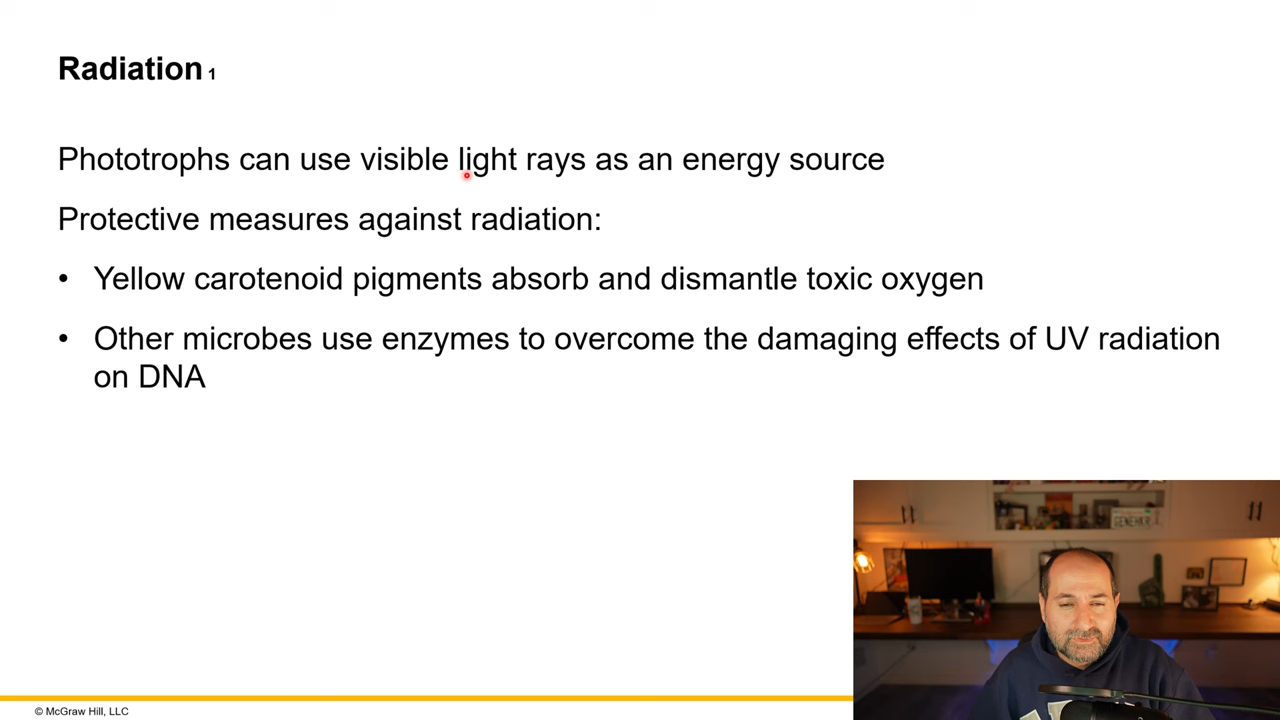 Radiation 1
Phototrophs can use visible light rays as an energy source
Protective measures against radiation:
• Yellow carotenoid pigments absorb and dismantle toxic oxygen
• Other microbes use enzymes to overcome the damaging effects of UV radiation
on DNA
GENEHKR
© McGraw Hill, LLC